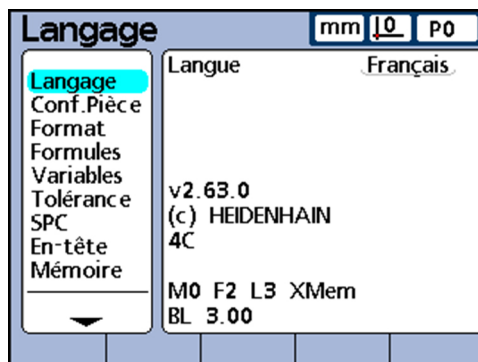 Langage
mm 0 P0
Langage
Conf.Pièce
Format
Formules
Variables
Tolérance
SPC
En-tête
Mémoire
Langue Français
v2.63.0
(c) HEIDENHAIN
4C
M0 F2 L3 XMem
BL 3.00